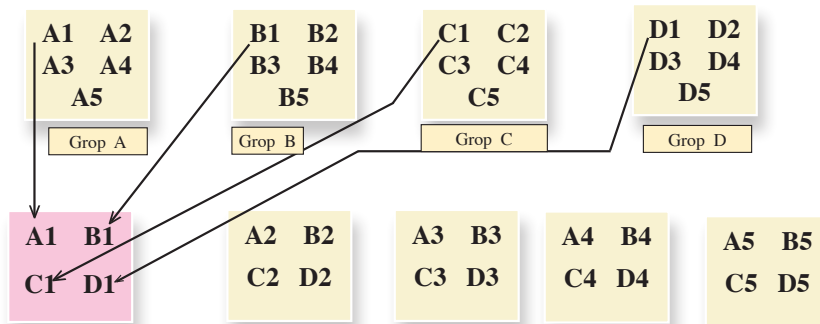 A1 A2
A3 A4
A5
B1 B2
B3 B4
B5
C1 C2
C3 C4
C5
D1 D2
D3 D4
D5
Grop A
Grop B
Grop C
Grop D
A1 B1
C1 D1
A2 B2
C2 D2
A3 B3
C3 D3
A4 B4
C4 D4
A5 B5
C5 D5